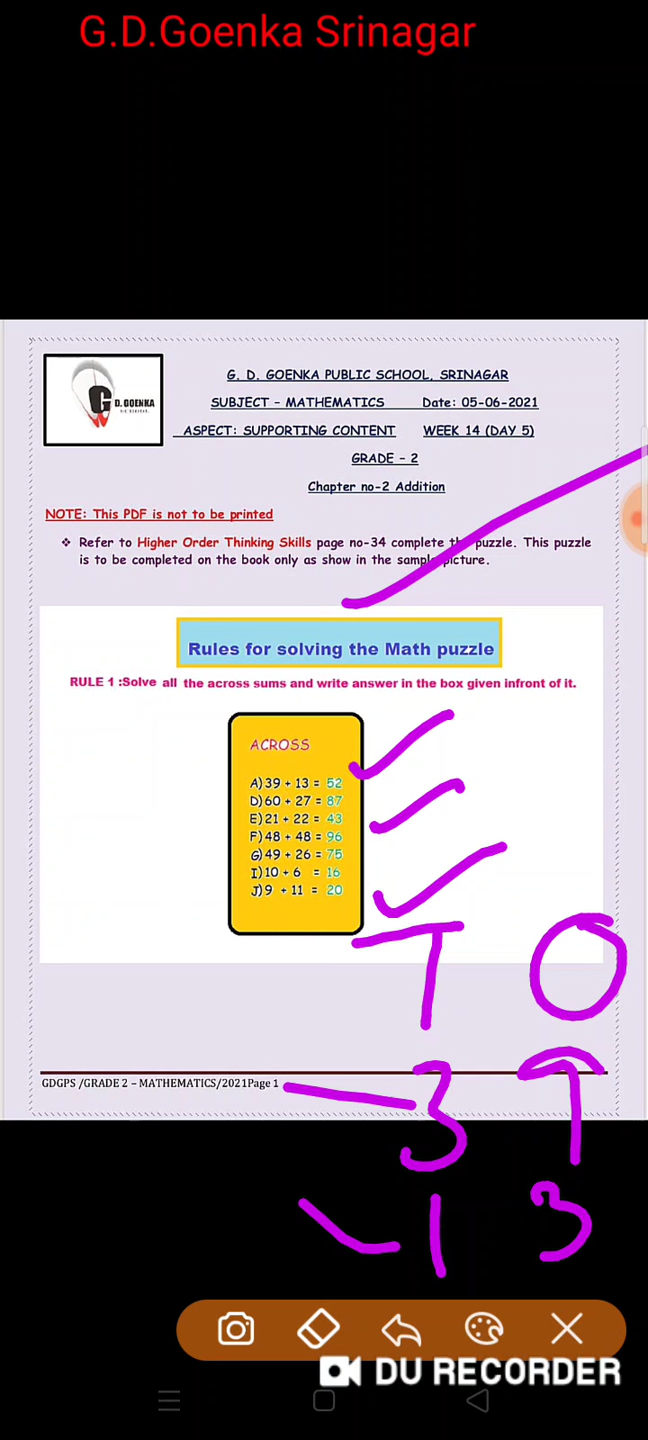 G.D.Goenka Srinagar
G
D. GOENKA
SCHOOL
G. D. GOENKA PUBLIC SCHOOL, SRINAGAR
SUBJECT – MATHEMATICS Date: 05-06-2021
ASPECT: SUPPORTING CONTENT WEEK 14 (DAY 5)
GRADE – 2
Chapter no-2 Addition
NOTE: This PDF is not to be printed
❖ Refer to Higher Order Thinking Skills page no-34 complete the puzzle. This puzzle
is to be completed on the book only as show in the sample picture.
Rules for solving the Math puzzle
RULE 1 :Solve all the across sums and write answer in the box given infront of it.
ACROSS
A) 39 + 13 = 52
D) 60 + 27 = 87
E) 21 + 22 = 43
F) 48 + 48 = 96
G) 49 + 26 = 75
I) 10 + 6 = 16
J) 9 + 11 = 20
T O
GDGPS /GRADE 2 – MATHEMATICS/2021Page 1
3 9
1 3
DU RECORDER